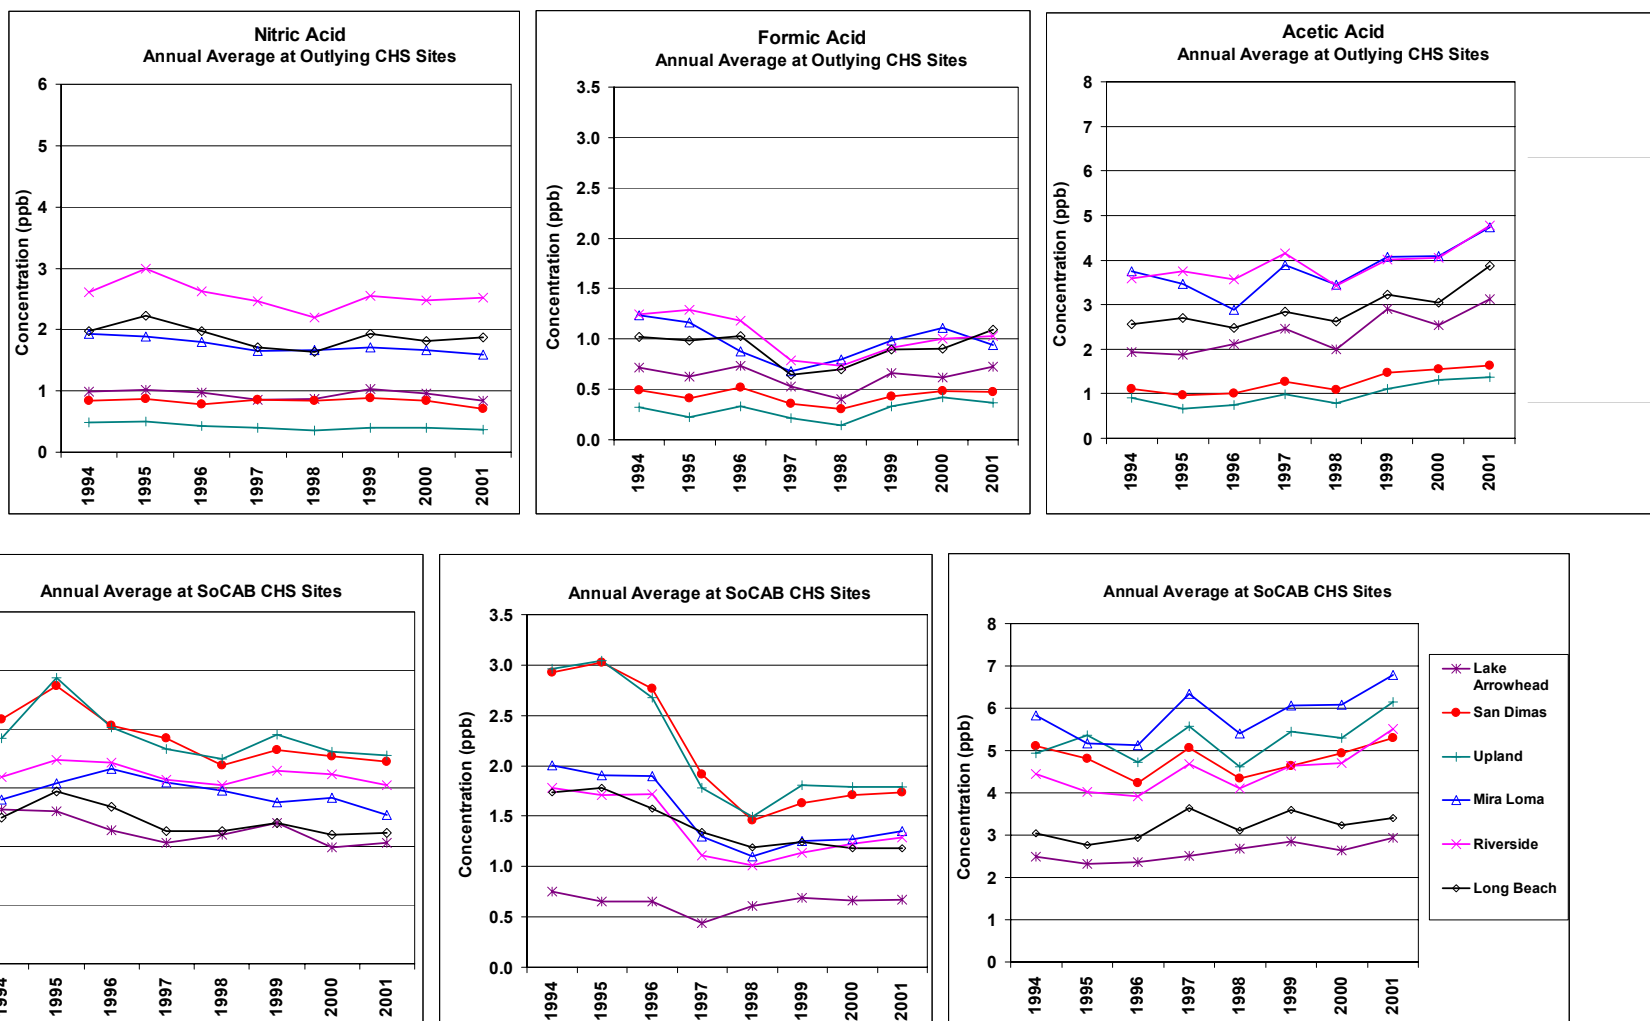 Nitric Acid
Annual Average at Outlying CHS Sites
Concentration (ppb)
6
5
4
3
2
1
0
1994 1995 1996 1997 1998 1999 2000 2001
Formic Acid
Annual Average at Outlying CHS Sites
Concentration (ppb)
3.5
3.0
2.5
2.0
1.5
1.0
0.5
0.0
1994 1995 1996 1997 1998 1999 2000 2001
Acetic Acid
Annual Average at Outlying CHS Sites
Concentration (ppb)
8
7
6
5
4
3
2
1
0
1994 1995 1996 1997 1998 1999 2000 2001
Annual Average at SoCAB CHS Sites
1994 1995 1996 1997 1998 1999 2000 2001
Annual Average at SoCAB CHS Sites
Concentration (ppb)
3.5
3.0
2.5
2.0
1.5
1.0
0.5
0.0
1994 1995 1996 1997 1998 1999 2000 2001
Annual Average at SoCAB CHS Sites
Concentration (ppb)
8
7
6
5
4
3
2
1
0
1994 1995 1996 1997 1998 1999 2000 2001
Lake
Arrowhead
San Dimas
Upland
Mira Loma
Riverside
Long Beach